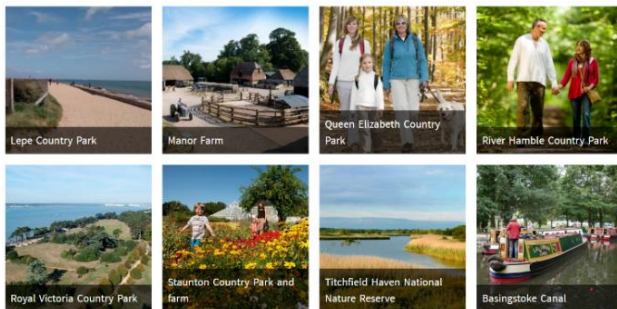 Lepe Country Park
Manor Farm
Queen Elizabeth Country
Park
River Hamble Country Park
Royal Victoria Country Park
Staunton Country Park and
farm
Titchfield Haven National
Nature Reserve
Basingstoke Canal